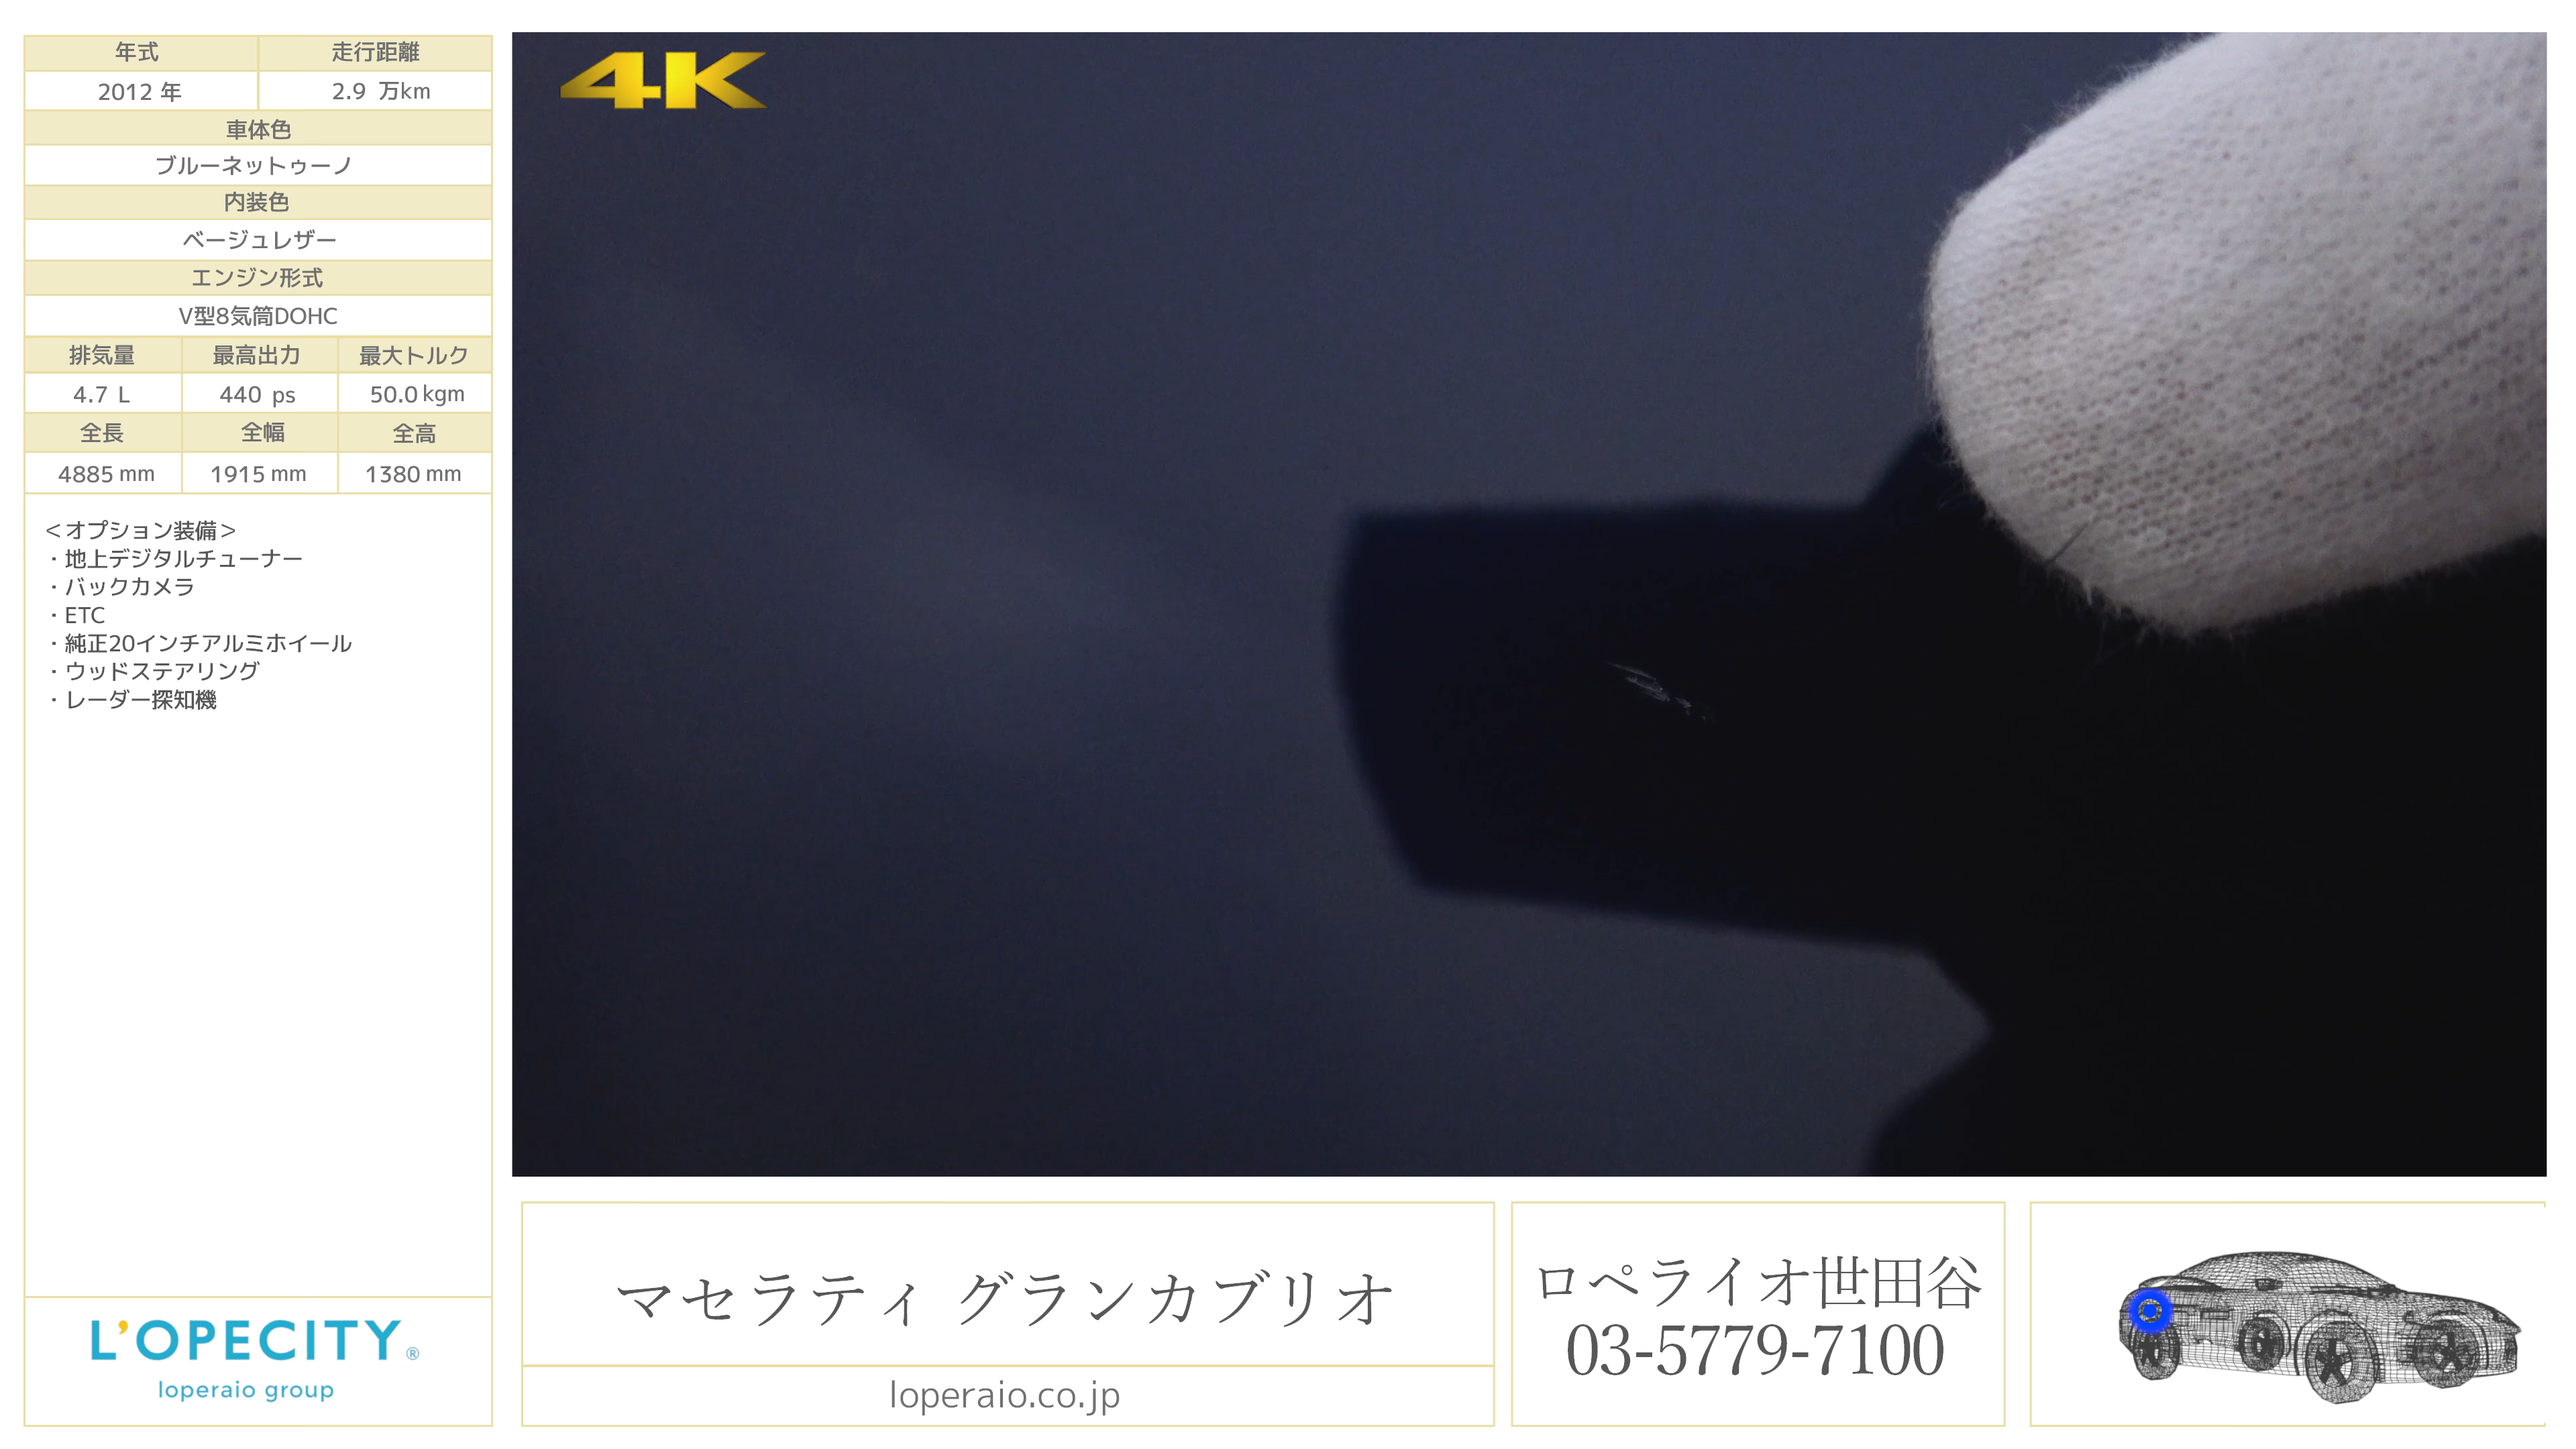 年式 走行距離
2012 年 2.9 万km
車体色
ブルーネットゥーノ
内装色
ベージュレザー
エンジン形式
V型8気筒DOHC
排気量 最高出力 最大トルク
4.7 L 440 ps 50.0 kgm
全長 全幅 全高
4885 mm 1915 mm 1380 mm
＜オプション装備＞
・地上デジタルチューナー
・バックカメラ
・ETC
・純正20インチアルミホイール
・ウッドステアリング
・レーダー探知機
L'OPECITY®
loperaio group
4K
マセラティ グランカブリオ
loperaio.co.jp
ロペライオ世田谷
03-5779-7100